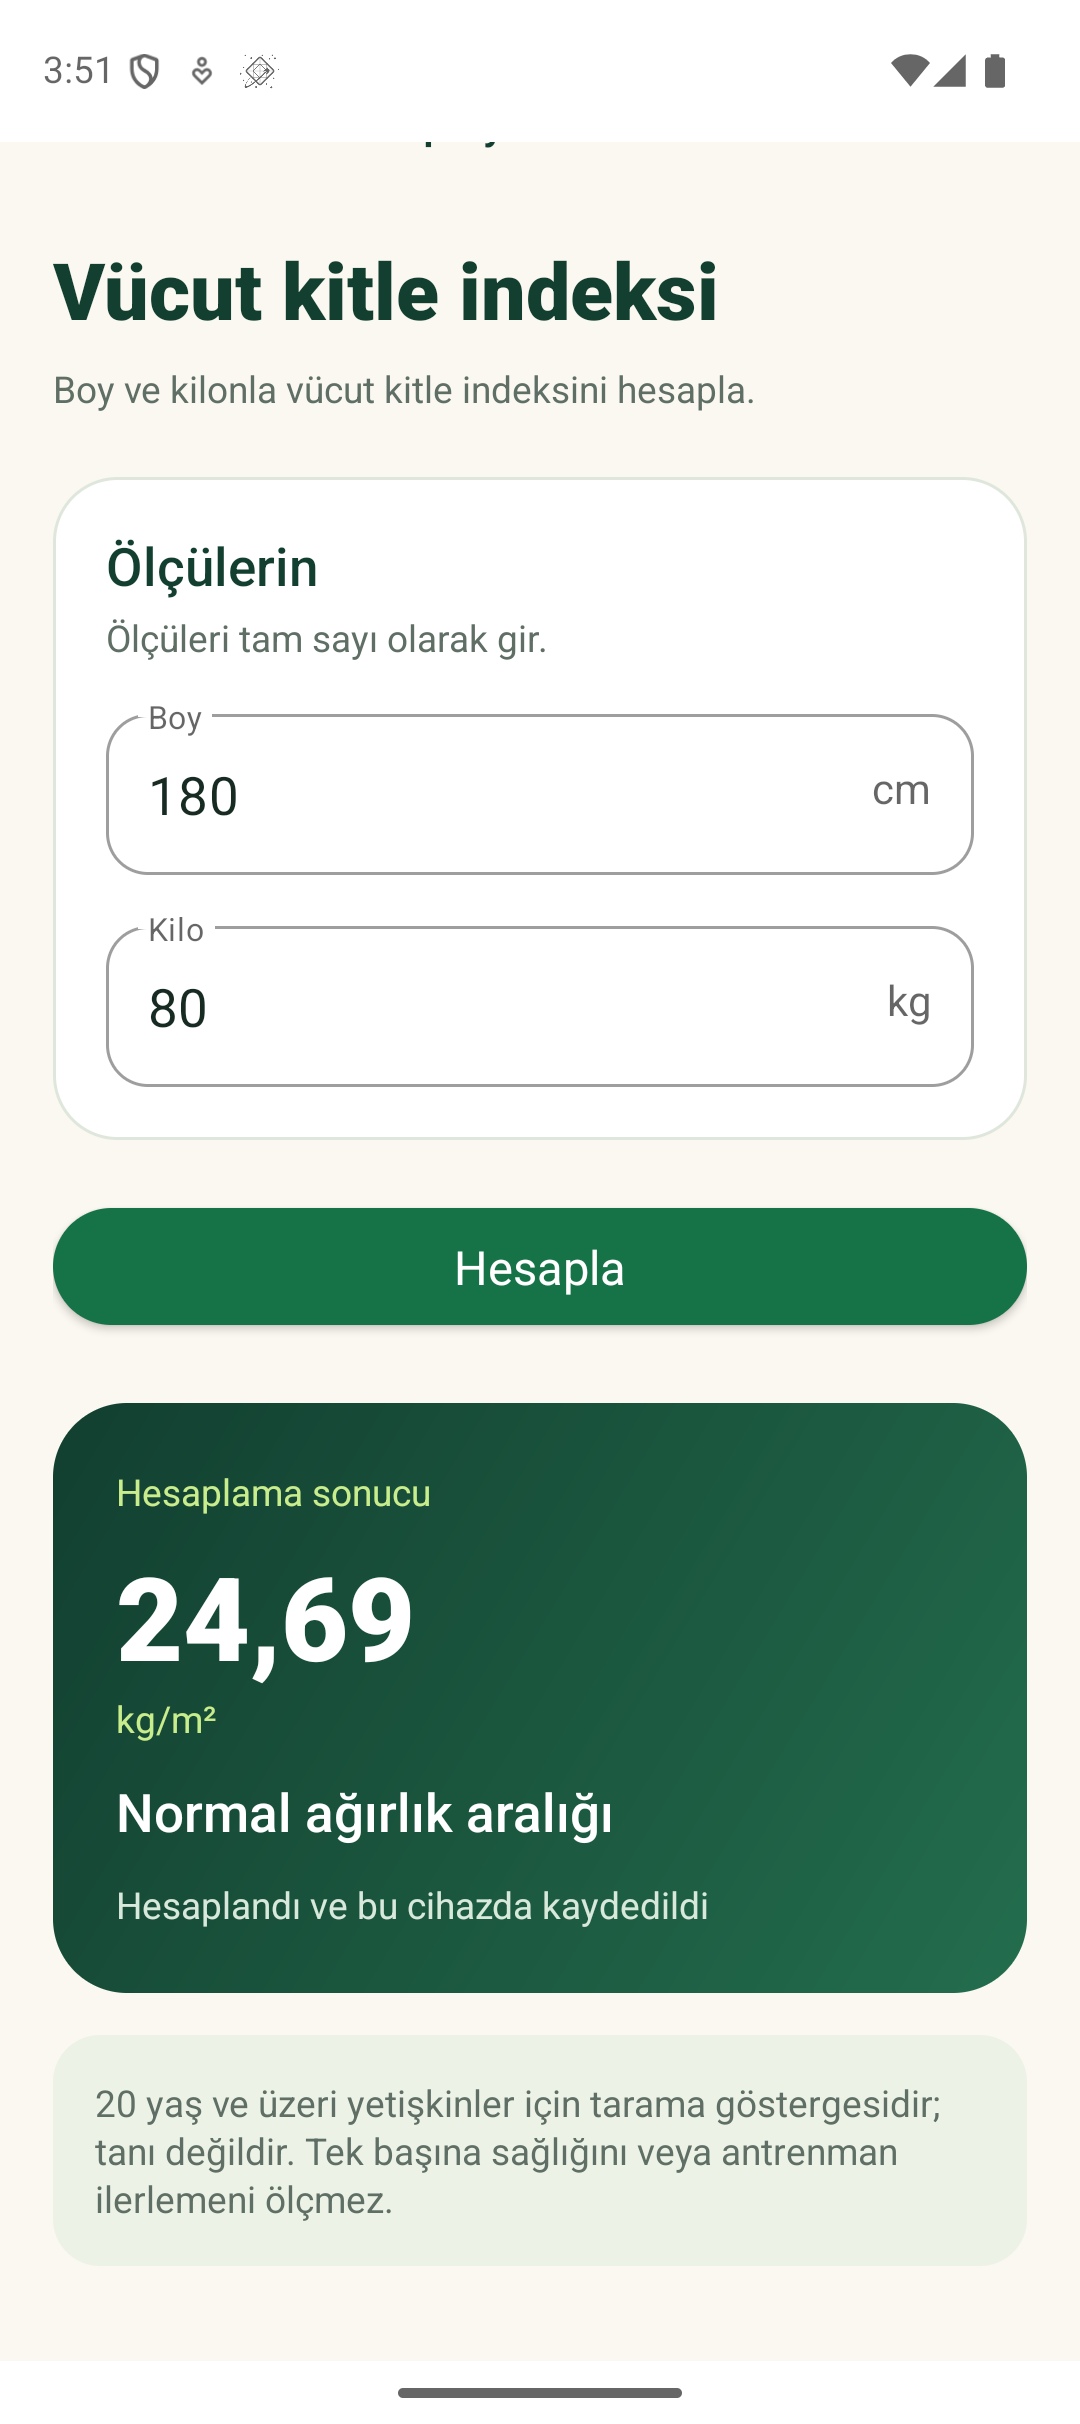 3:51
Vücut kitle indeksi
Boy ve kilonla vücut kitle indeksini hesapla.
Ölçülerin
Ölçüleri tam sayı olarak gir.
Boy
180 cm
Kilo
80 kg
Hesapla
Hesaplama sonucu
24,69
kg/m²
Normal ağırlık aralığı
Hesaplandı ve bu cihazda kaydedildi
20 yaş ve üzeri yetişkinler için tarama göstergesidir;
tanı değildir. Tek başına sağlığını veya antrenman
ilerlemeni ölçmez.